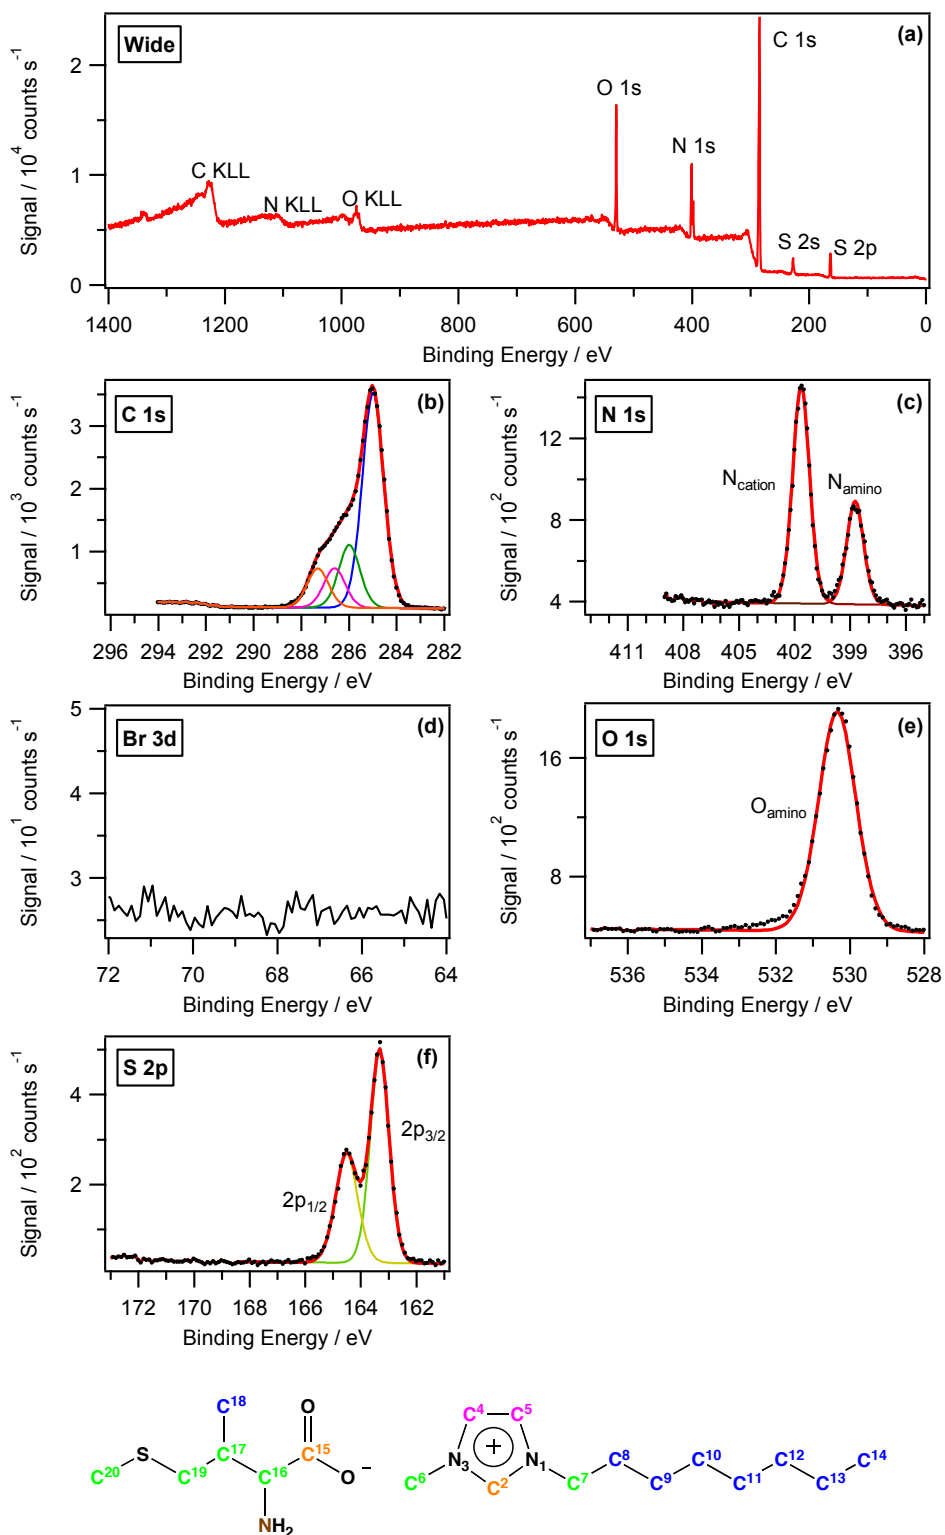 Wide
(a)
C 1s
O 1s
N 1s
C KLL
N KLL
O KLL
S 2s
S 2p
Signal / 10⁴ counts s⁻¹
2
1
0
1400 1200 1000 800 600 400 200 0
Binding Energy / eV
C 1s
(b)
Signal / 10³ counts s⁻¹
3
2
1
296 294 292 290 288 286 284 282
Binding Energy / eV
N 1s
(c)
N_cation
N_amino
Signal / 10² counts s⁻¹
12
8
4
411 408 405 402 399 396
Binding Energy / eV
Br 3d
(d)
Signal / 10¹ counts s⁻¹
5
4
3
72 70 68 66 64
Binding Energy / eV
O 1s
(e)
O_amino
Signal / 10² counts s⁻¹
16
8
536 534 532 530 528
Binding Energy / eV
S 2p
(f)
2p_3/2
2p_1/2
Signal / 10² counts s⁻¹
4
2
172 170 168 166 164 162
Binding Energy / eV
C¹⁸ O
S C¹⁷ C¹⁵
C²⁰ C¹⁹ C¹⁶ O⁻
NH₂
C⁴ C⁵
+
N₃ N₁ C⁸ C¹⁰ C¹² C¹⁴
C⁶ C² C⁷ C⁹ C¹¹ C¹³